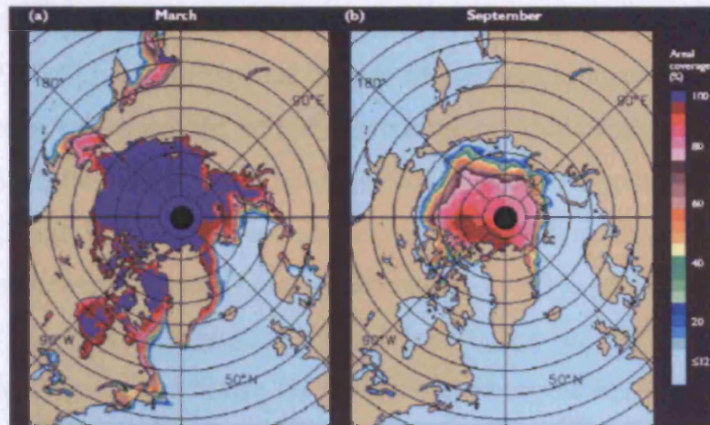 (a) March
(b) September
Areal
coverage
(%)
180°
90°E
90°W
50°N
180°
90°E
90°W
50°N
100
80
60
40
20
≤12